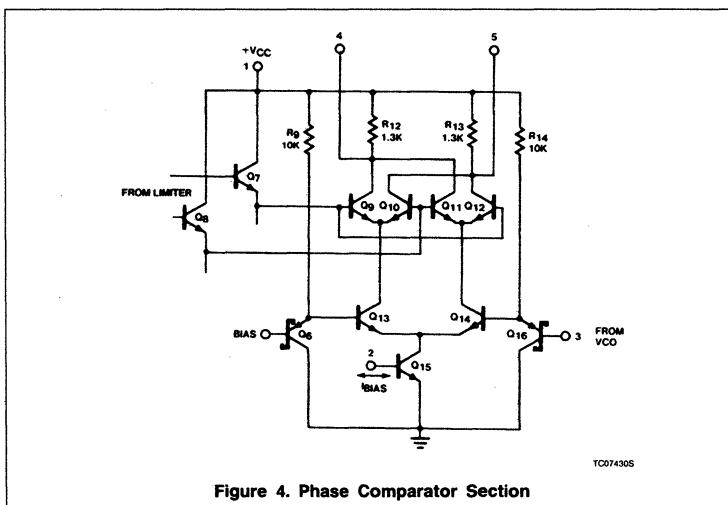 4
5
+VCC
1
R9
10K
R12
1.3K
R13
1.3K
R14
10K
Q7
FROM LIMITER
Q8
Q9
Q10
Q11
Q12
Q13
Q14
BIAS
Q6
Q16
3
FROM
VCO
2
Q15
IBIAS
TC07430S
Figure 4. Phase Comparator Section